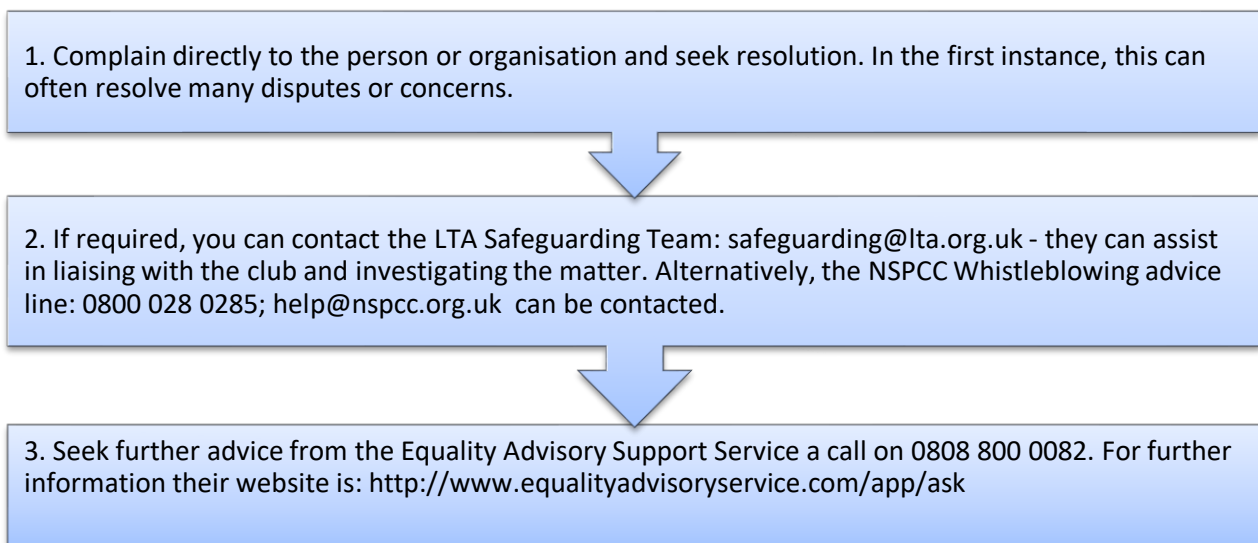 1. Complain directly to the person or organisation and seek resolution. In the first instance, this can
often resolve many disputes or concerns.
2. If required, you can contact the LTA Safeguarding Team: safeguarding@lta.org.uk - they can assist
in liaising with the club and investigating the matter. Alternatively, the NSPCC Whistleblowing advice
line: 0800 028 0285; help@nspcc.org.uk can be contacted.
3. Seek further advice from the Equality Advisory Support Service a call on 0808 800 0082. For further
information their website is: http://www.equalityadvisoryservice.com/app/ask